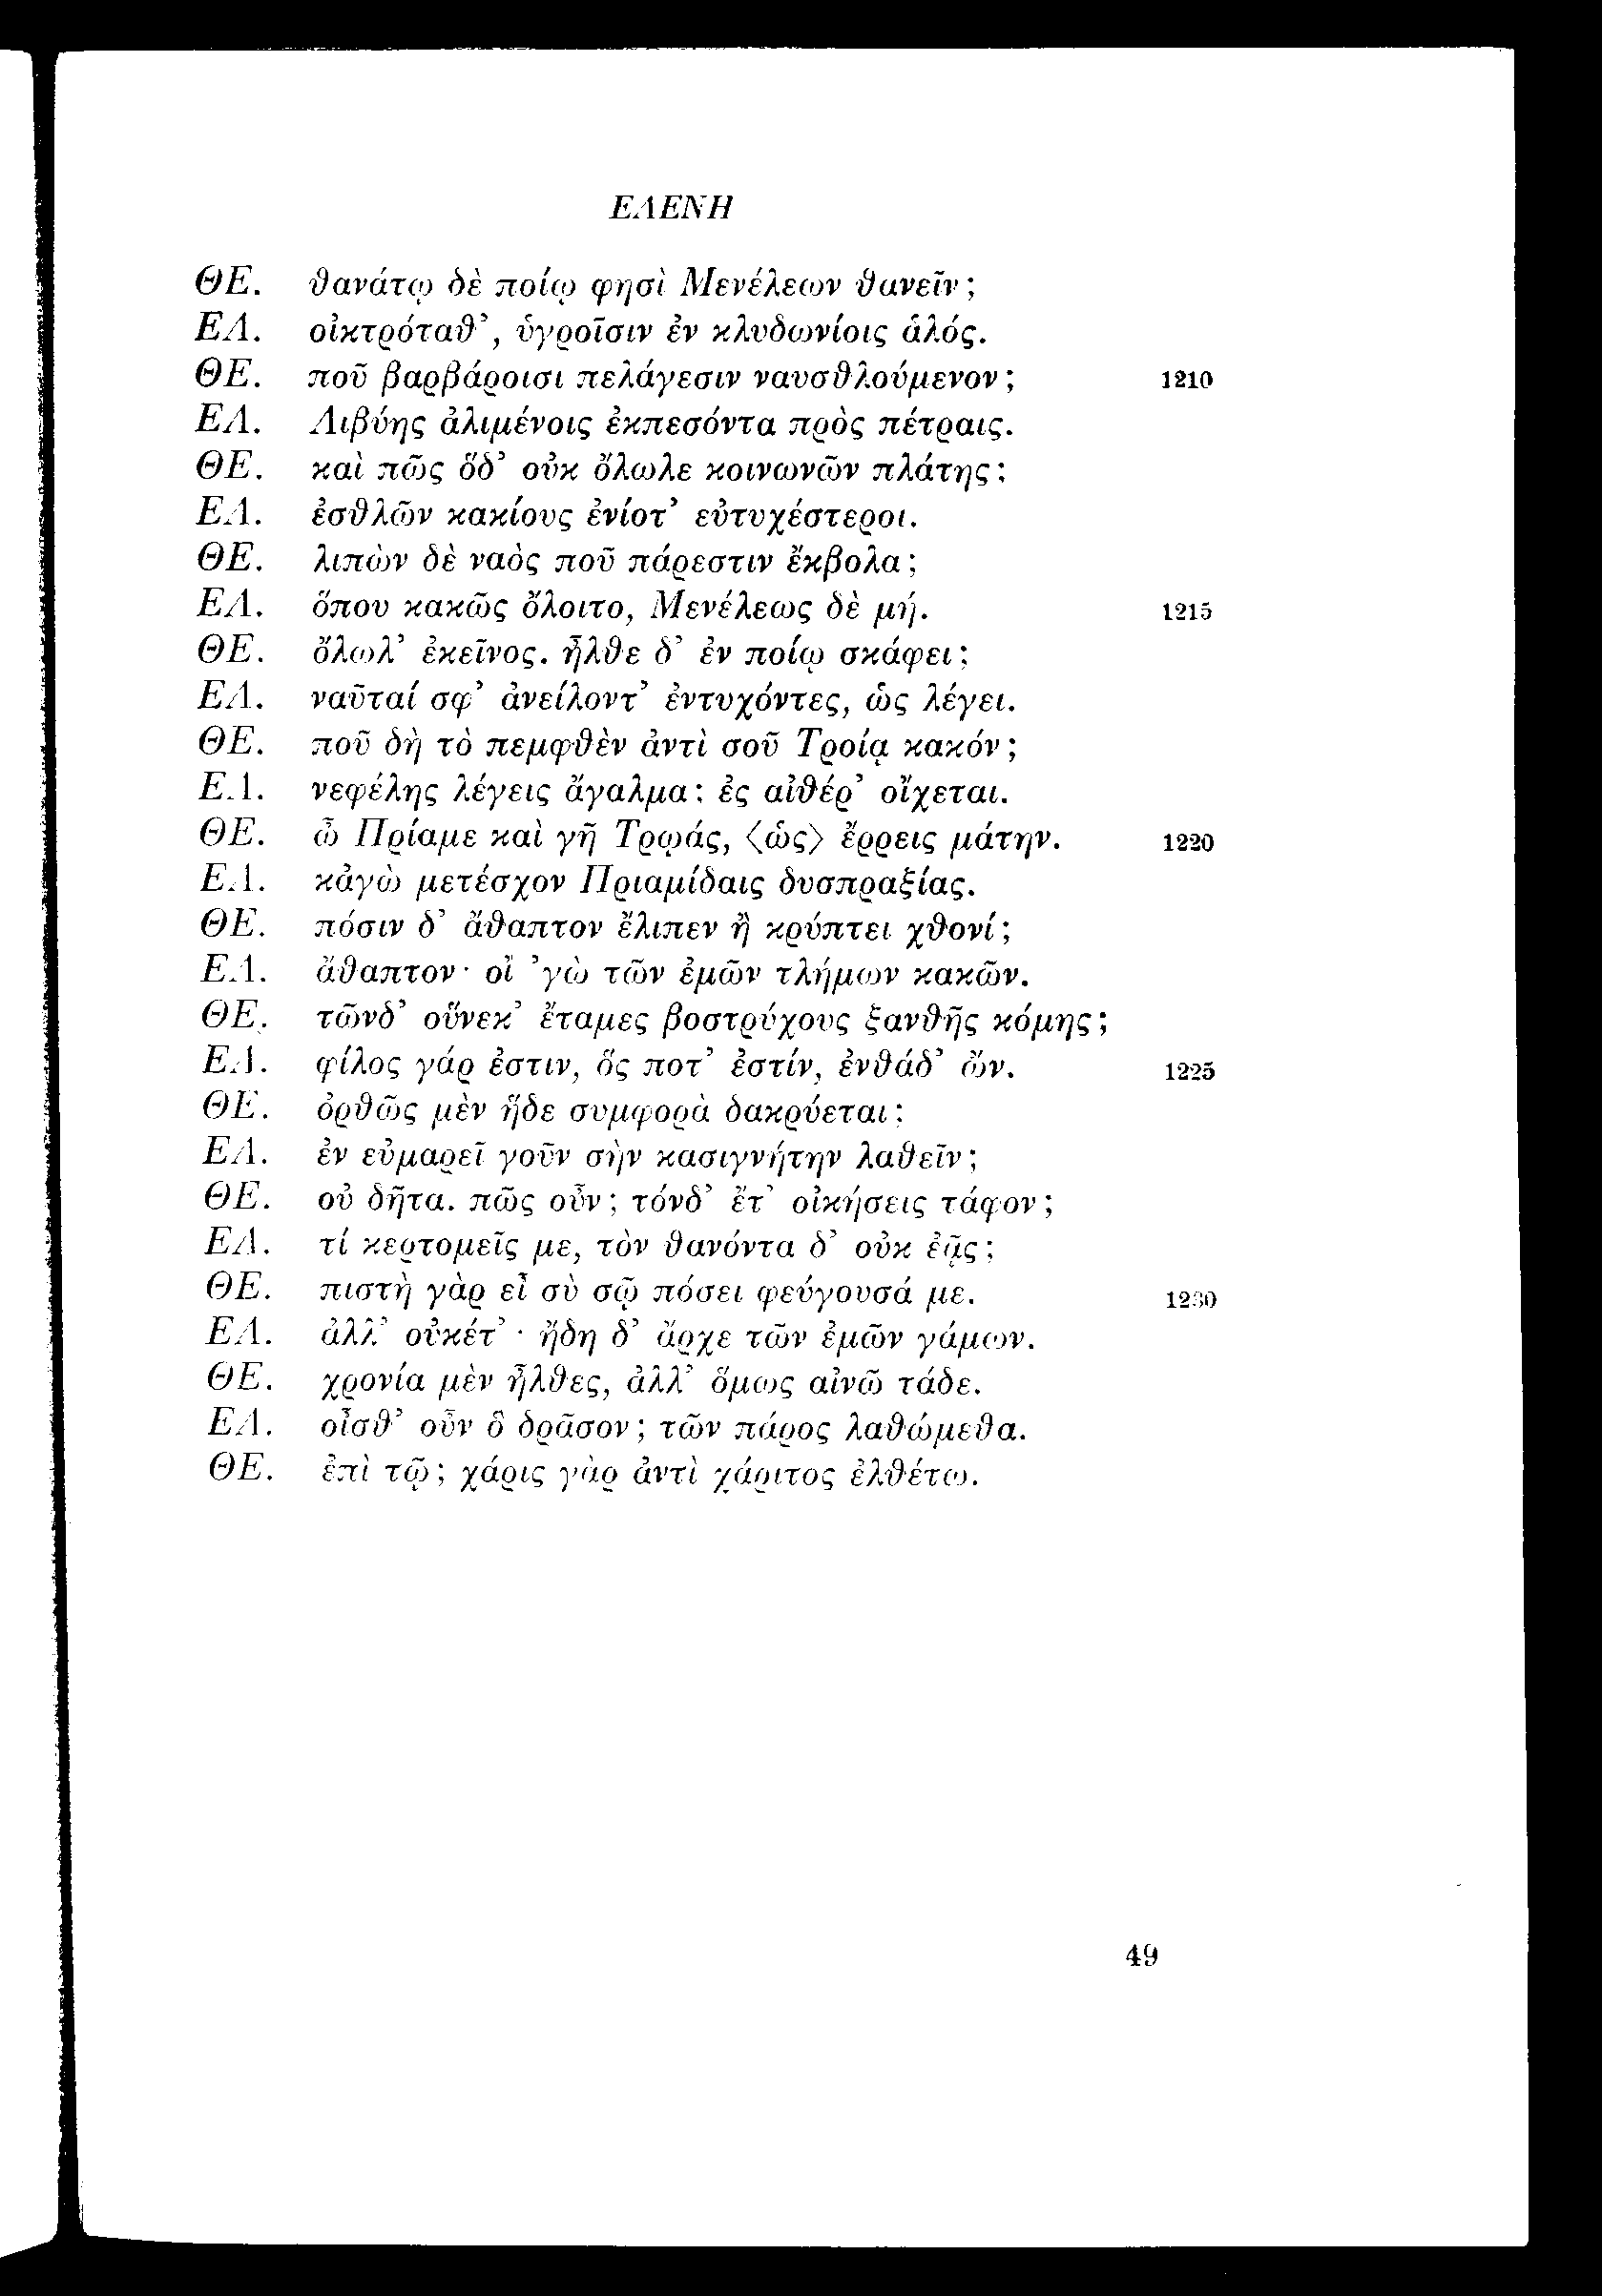 ΕΛΕΝΗ
ΘΕ. θανάτῳ δὲ ποίῳ φησὶ Μενέλεων θανεῖν;
ΕΛ. οἰκτρόταθ’, ὑγροῖσιν ἐν κλυδωνίοις ἁλός.
ΘΕ. ποῦ βαρβάροισι πελάγεσιν ναυσθλούμενον; 1210
ΕΛ. Λιβύης ἀλιμένοις ἐκπεσόντα πρὸς πέτραις.
ΘΕ. καὶ πῶς ὅδ’ οὐκ ὄλωλε κοινωνῶν πλάτης;
ΕΛ. ἐσθλῶν κακίους ἐνίοτ’ εὐτυχέστεροι.
ΘΕ. λιπὼν δὲ ναὸς ποῦ πάρεστιν ἔκβολα;
ΕΛ. ὅπου κακῶς ὄλοιτο, Μενέλεως δὲ μή. 1215
ΘΕ. ὄλωλ’ ἐκεῖνος. ἦλθε δ’ ἐν ποίῳ σκάφει;
ΕΛ. ναῦταί σφ’ ἀνείλοντ’ ἐντυχόντες, ὡς λέγει.
ΘΕ. ποῦ δὴ τὸ πεμφθὲν ἀντὶ σοῦ Τροίᾳ κακόν;
ΕΛ. νεφέλης λέγεις ἄγαλμα; ἐς αἰθέρ’ οἴχεται.
ΘΕ. ὦ Πρίαμε καὶ γῆ Τρῳάς, ⟨ὡς⟩ ἔρρεις μάτην. 1220
ΕΛ. κἀγὼ μετέσχον Πριαμίδαις δυσπραξίας.
ΘΕ. πόσιν δ’ ἄθαπτον ἔλιπεν ἢ κρύπτει χθονί;
ΕΛ. ἄθαπτον· οἲ ’γὼ τῶν ἐμῶν τλήμων κακῶν.
ΘΕ. τῶνδ’ οὕνεκ’ ἔταμες βοστρύχους ξανθῆς κόμης;
ΕΛ. φίλος γάρ ἐστιν, ὅς ποτ’ ἐστίν, ἐνθάδ’ ὤν. 1225
ΘΕ. ὀρθῶς μὲν ἥδε συμφορὰ δακρύεται;
ΕΛ. ἐν εὐμαρεῖ γοῦν σὴν κασιγνήτην λαθεῖν;
ΘΕ. οὐ δῆτα. πῶς οὖν; τόνδ’ ἔτ’ οἰκήσεις τάφον;
ΕΛ. τί κερτομεῖς με, τὸν θανόντα δ’ οὐκ ἐᾷς;
ΘΕ. πιστὴ γὰρ εἶ σὺ σῷ πόσει φεύγουσά με. 1230
ΕΛ. ἀλλ’ οὐκέτ’· ἤδη δ’ ἄρχε τῶν ἐμῶν γάμων.
ΘΕ. χρονία μὲν ἦλθες, ἀλλ’ ὅμως αἰνῶ τάδε.
ΕΛ. οἶσθ’ οὖν ὃ δρᾶσον; τῶν πάρος λαθώμεθα.
ΘΕ. ἐπὶ τῷ; χάρις γὰρ ἀντὶ χάριτος ἐλθέτω.
49